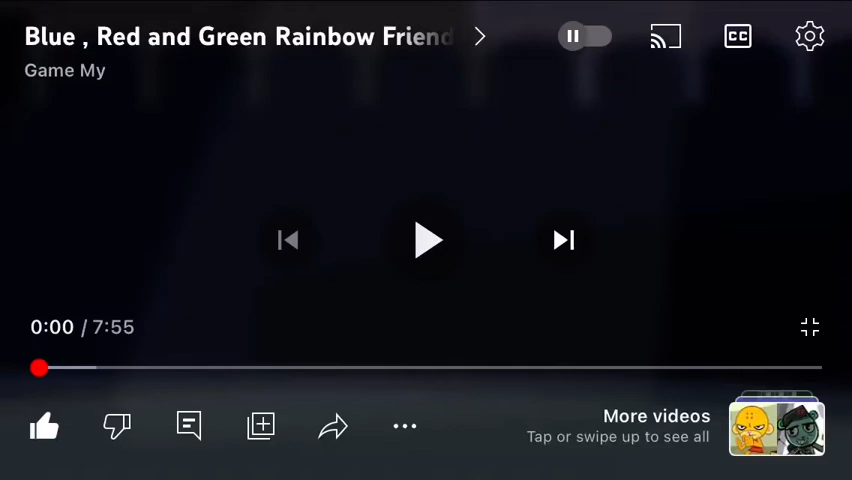 Blue , Red and Green Rainbow Friend
Game My
CC
0:00 / 7:55
More videos
Tap or swipe up to see all